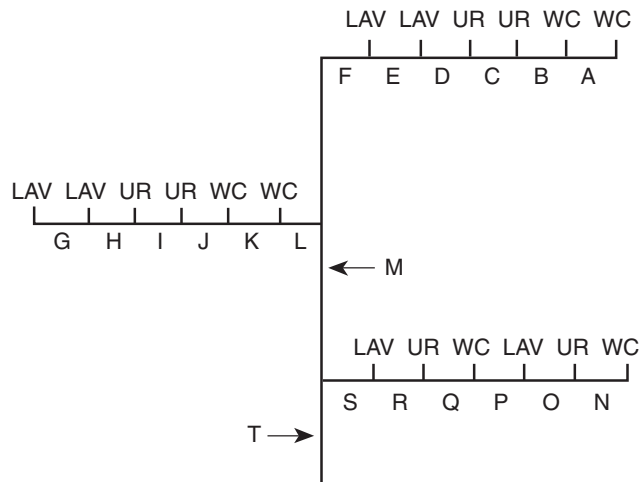 LAV LAV UR UR WC WC
F E D C B A
LAV LAV UR UR WC WC
G H I J K L
M
LAV UR WC LAV UR WC
S R Q P O N
T